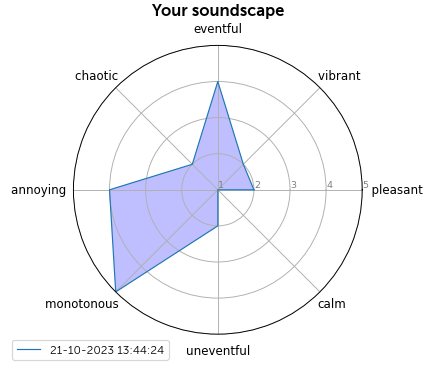 Your soundscape
eventful
chaotic
vibrant
annoying
1 2 3 4 5
pleasant
monotonous
calm
uneventful
21-10-2023 13:44:24